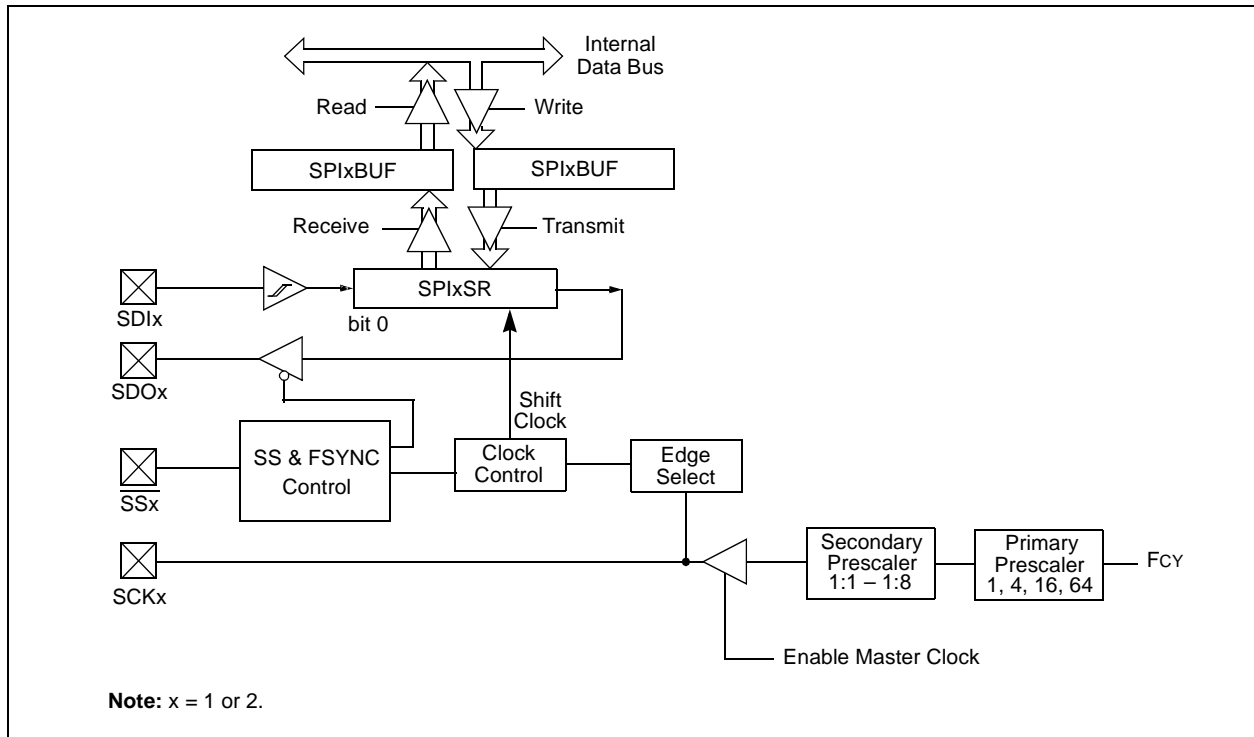 Internal
Data Bus
Read
Write
SPIxBUF
SPIxBUF
Receive
Transmit
SPIxSR
SDIx
bit 0
SDOx
Shift
Clock
SS & FSYNC
Control
Clock
Control
Edge
Select
SSx
Secondary
Prescaler
1:1 – 1:8
Primary
Prescaler
1, 4, 16, 64
FCY
SCKx
Enable Master Clock
Note: x = 1 or 2.